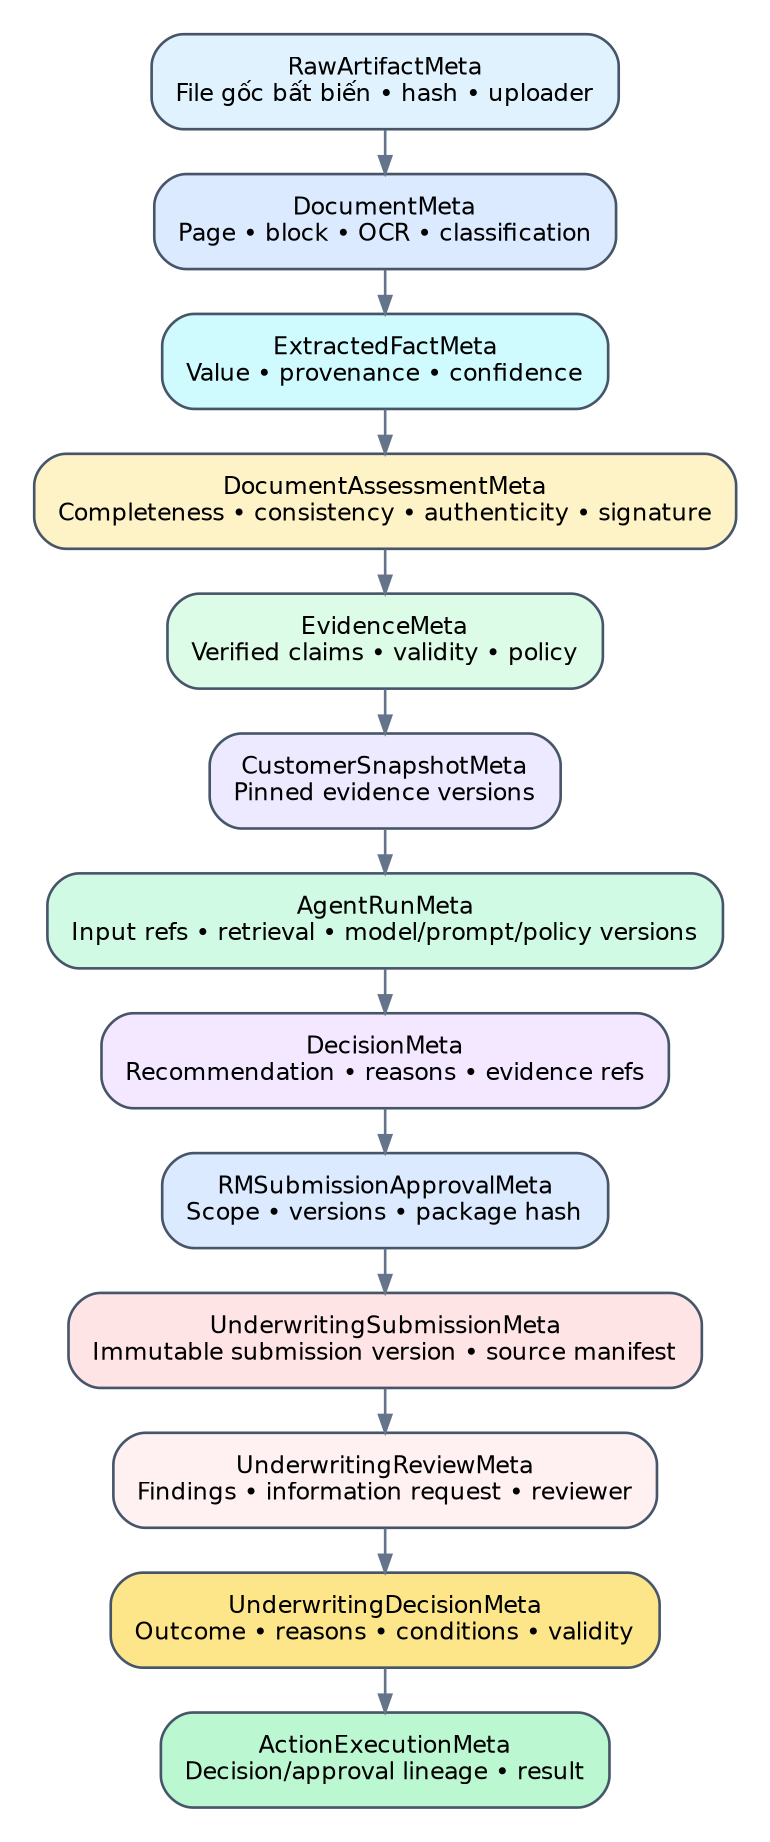 RawArtifactMeta
File gốc bất biến • hash • uploader
DocumentMeta
Page • block • OCR • classification
ExtractedFactMeta
Value • provenance • confidence
DocumentAssessmentMeta
Completeness • consistency • authenticity • signature
EvidenceMeta
Verified claims • validity • policy
CustomerSnapshotMeta
Pinned evidence versions
AgentRunMeta
Input refs • retrieval • model/prompt/policy versions
DecisionMeta
Recommendation • reasons • evidence refs
RMSubmissionApprovalMeta
Scope • versions • package hash
UnderwritingSubmissionMeta
Immutable submission version • source manifest
UnderwritingReviewMeta
Findings • information request • reviewer
UnderwritingDecisionMeta
Outcome • reasons • conditions • validity
ActionExecutionMeta
Decision/approval lineage • result